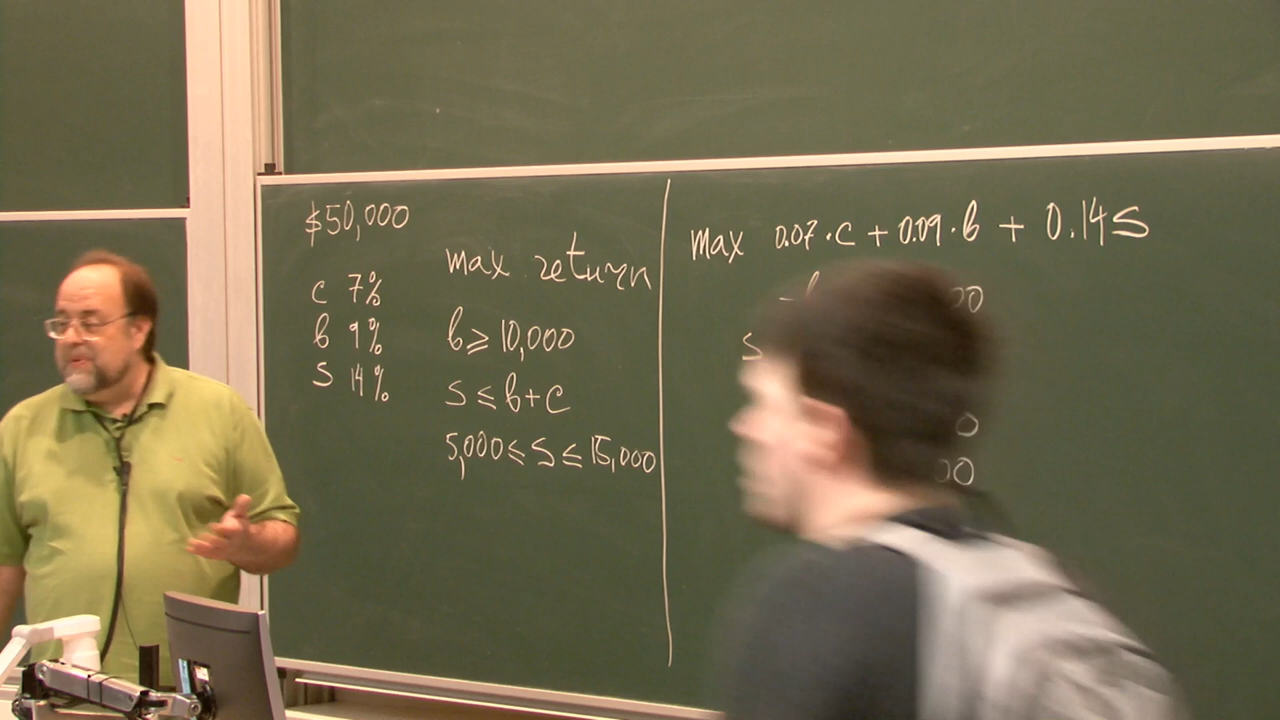 $50,000
c 7%
b 9%
s 14%
max return
b ≥ 10,000
s ≤ b+c
5,000 ≤ s ≤ 15,000
max 0.07·c + 0.09·b + 0.14s